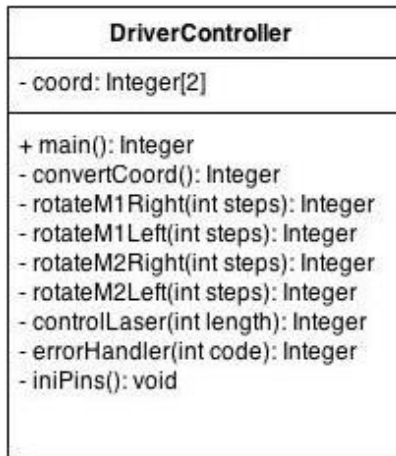 DriverController
- coord: Integer[2]
+ main(): Integer
- convertCoord(): Integer
- rotateM1Right(int steps): Integer
- rotateM1Left(int steps): Integer
- rotateM2Right(int steps): Integer
- rotateM2Left(int steps): Integer
- controlLaser(int length): Integer
- errorHandler(int code): Integer
- iniPins(): void